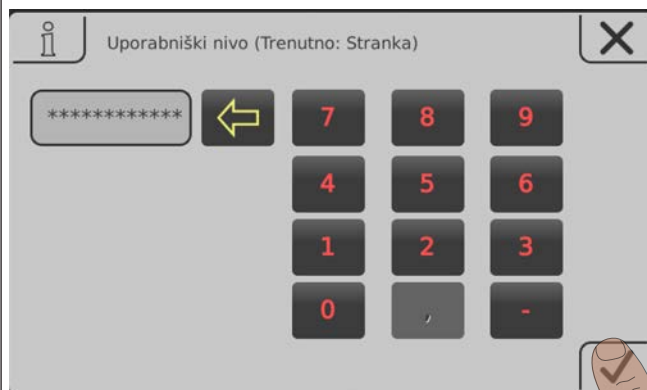 Uporabniški nivo (Trenutno: Stranka)
************ 7 8 9
4 5 6
1 2 3
0 , -